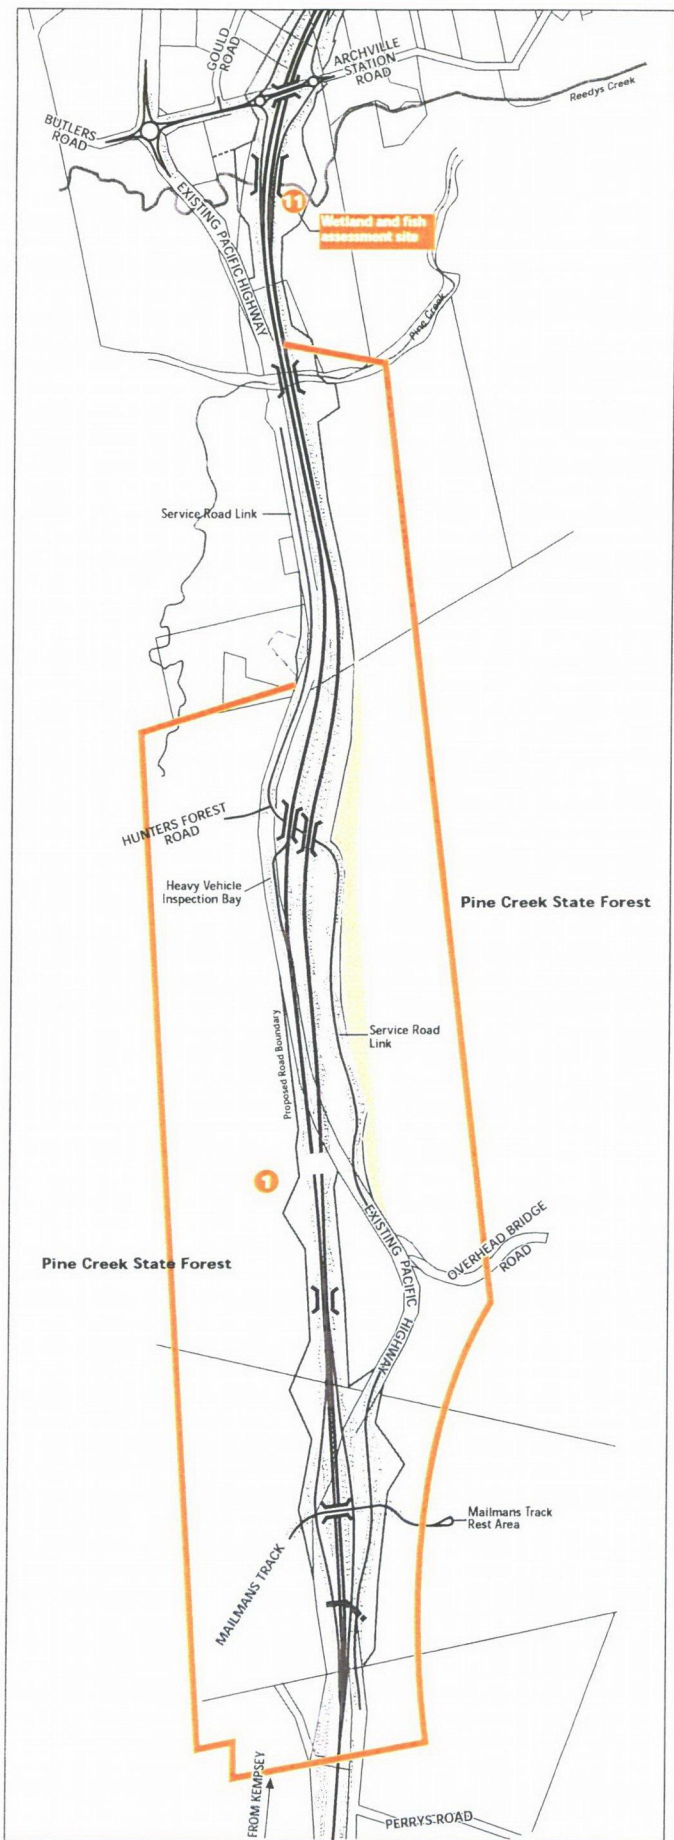 GOULD
ROAD
ARCHVILLE
STATION
ROAD
Reedys Creek
BUTLERS
ROAD
EXISTING PACIFIC HIGHWAY
11
Wetland and fish
assessment site
Pine Creek
Service Road Link
HUNTERS FOREST
ROAD
Heavy Vehicle
Inspection Bay
Pine Creek State Forest
Proposed Road Boundary
Service Road
Link
1
EXISTING PACIFIC HIGHWAY
OVERHEAD BRIDGE
ROAD
Pine Creek State Forest
Mailmans Track
Rest Area
MAILMANS TRACK
FROM KEMPSEY
PERRYS ROAD